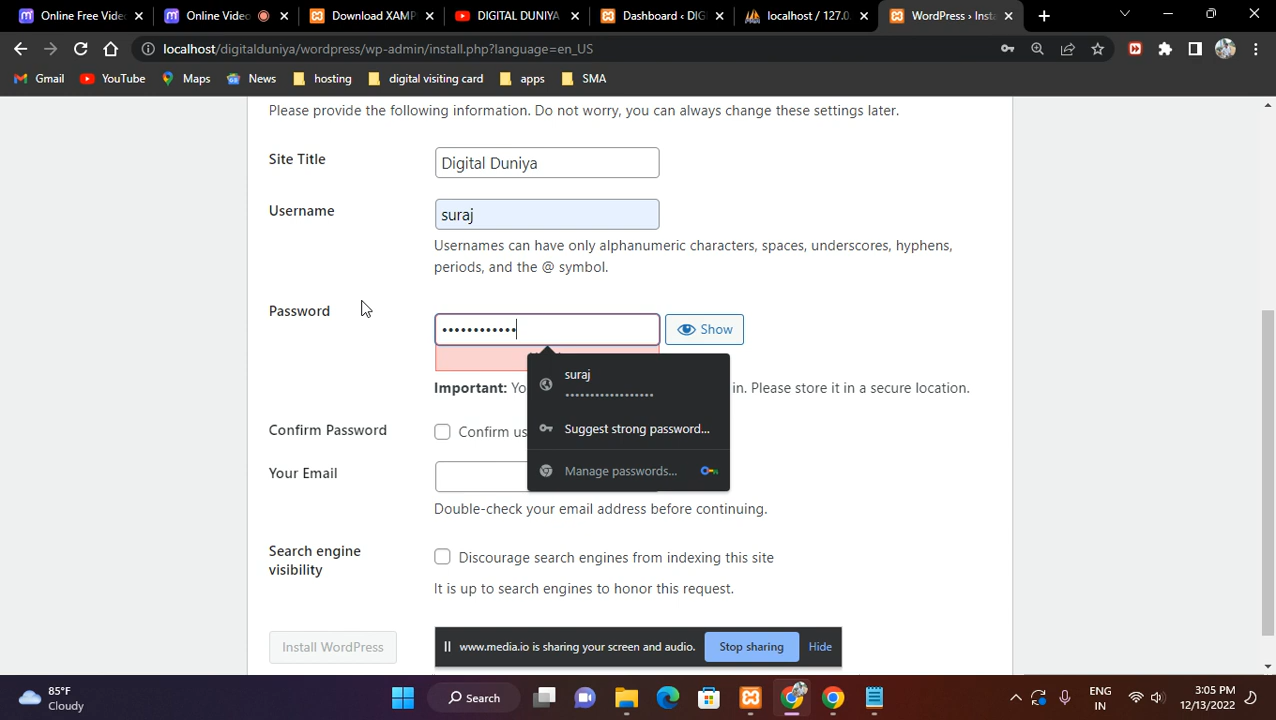 Online Free Vide
Online Vide
Download XAMP
DIGITAL DUNIYA
Dashboard ‹ DIG
localhost / 127.0.
WordPress › Inst
localhost/digitalduniya/wordpress/wp-admin/install.php?language=en_US
Gmail
YouTube
Maps
News
hosting
digital visiting card
apps
SMA
Please provide the following information. Do not worry, you can always change these settings later.
Site Title
Digital Duniya
Username
suraj
Usernames can have only alphanumeric characters, spaces, underscores, hyphens,
periods, and the @ symbol.
Password
••••••••••••
Show
suraj
••••••••••••••••••
Important: Yo
in. Please store it in a secure location.
Suggest strong password...
Confirm Password
Confirm us
Manage passwords...
Your Email
Double-check your email address before continuing.
Search engine
visibility
Discourage search engines from indexing this site
It is up to search engines to honor this request.
Install WordPress
www.media.io is sharing your screen and audio.
Stop sharing
Hide
85°F
Cloudy
Search
ENG
IN
3:05 PM
12/13/2022